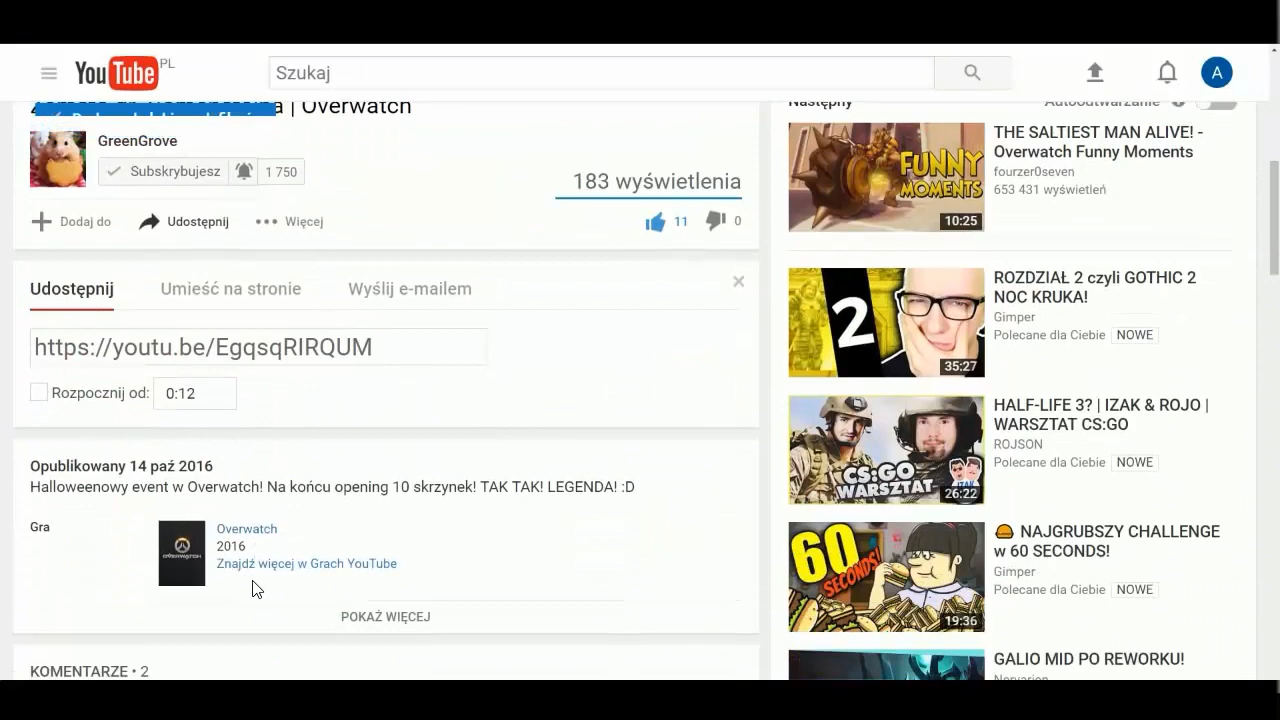 YouTube PL
Szukaj
A
| Overwatch
GreenGrove
Subskrybujesz
1 750
183 wyświetlenia
Dodaj do
Udostępnij
Więcej
11
0
Udostępnij
Umieść na stronie
Wyślij e-mailem
https://youtu.be/EgqsqRIRQUM
Rozpocznij od:
0:12
Opublikowany 14 paź 2016
Halloweenowy event w Overwatch! Na końcu opening 10 skrzynek! TAK TAK! LEGENDA! :D
Gra
OVERWATCH
Overwatch
2016
Znajdź więcej w Grach YouTube
POKAŻ WIĘCEJ
KOMENTARZE • 2
Następny
Autoodtwarzanie
FUNNY
MOMENTS
10:25
THE SALTIEST MAN ALIVE! -
Overwatch Funny Moments
fourzer0seven
653 431 wyświetleń
2
35:27
ROZDZIAŁ 2 czyli GOTHIC 2
NOC KRUKA!
Gimper
Polecane dla Ciebie NOWE
CS:GO
WARSZTAT
26:22
HALF-LIFE 3? | IZAK & ROJO |
WARSZTAT CS:GO
ROJSON
Polecane dla Ciebie NOWE
60
SECONDS!
19:36
🍔 NAJGRUBSZY CHALLENGE
w 60 SECONDS!
Gimper
Polecane dla Ciebie NOWE
GALIO MID PO REWORKU!